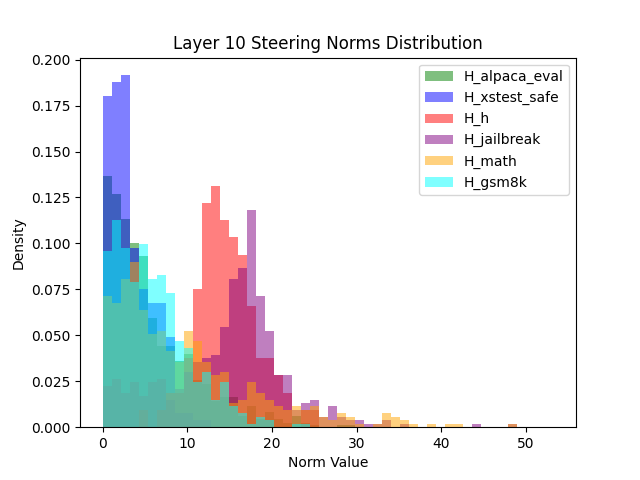 Layer 10 Steering Norms Distribution
0.200
0.175
0.150
0.125
0.100
0.075
0.050
0.025
0.000
Density
H_alpaca_eval
H_xstest_safe
H_h
H_jailbreak
H_math
H_gsm8k
0 10 20 30 40 50
Norm Value